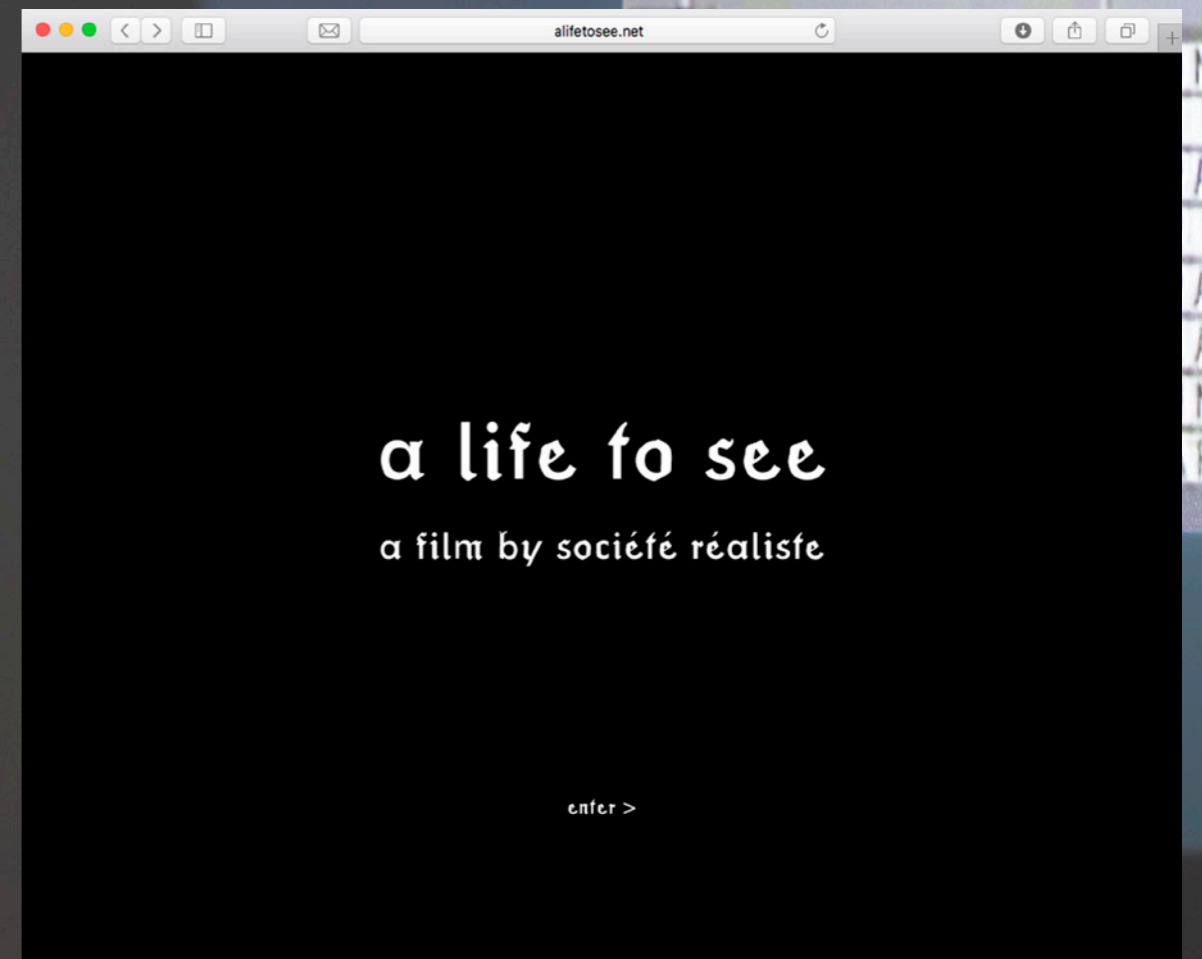 alifetosee.net
a life to see
a film by société réaliste
enter >